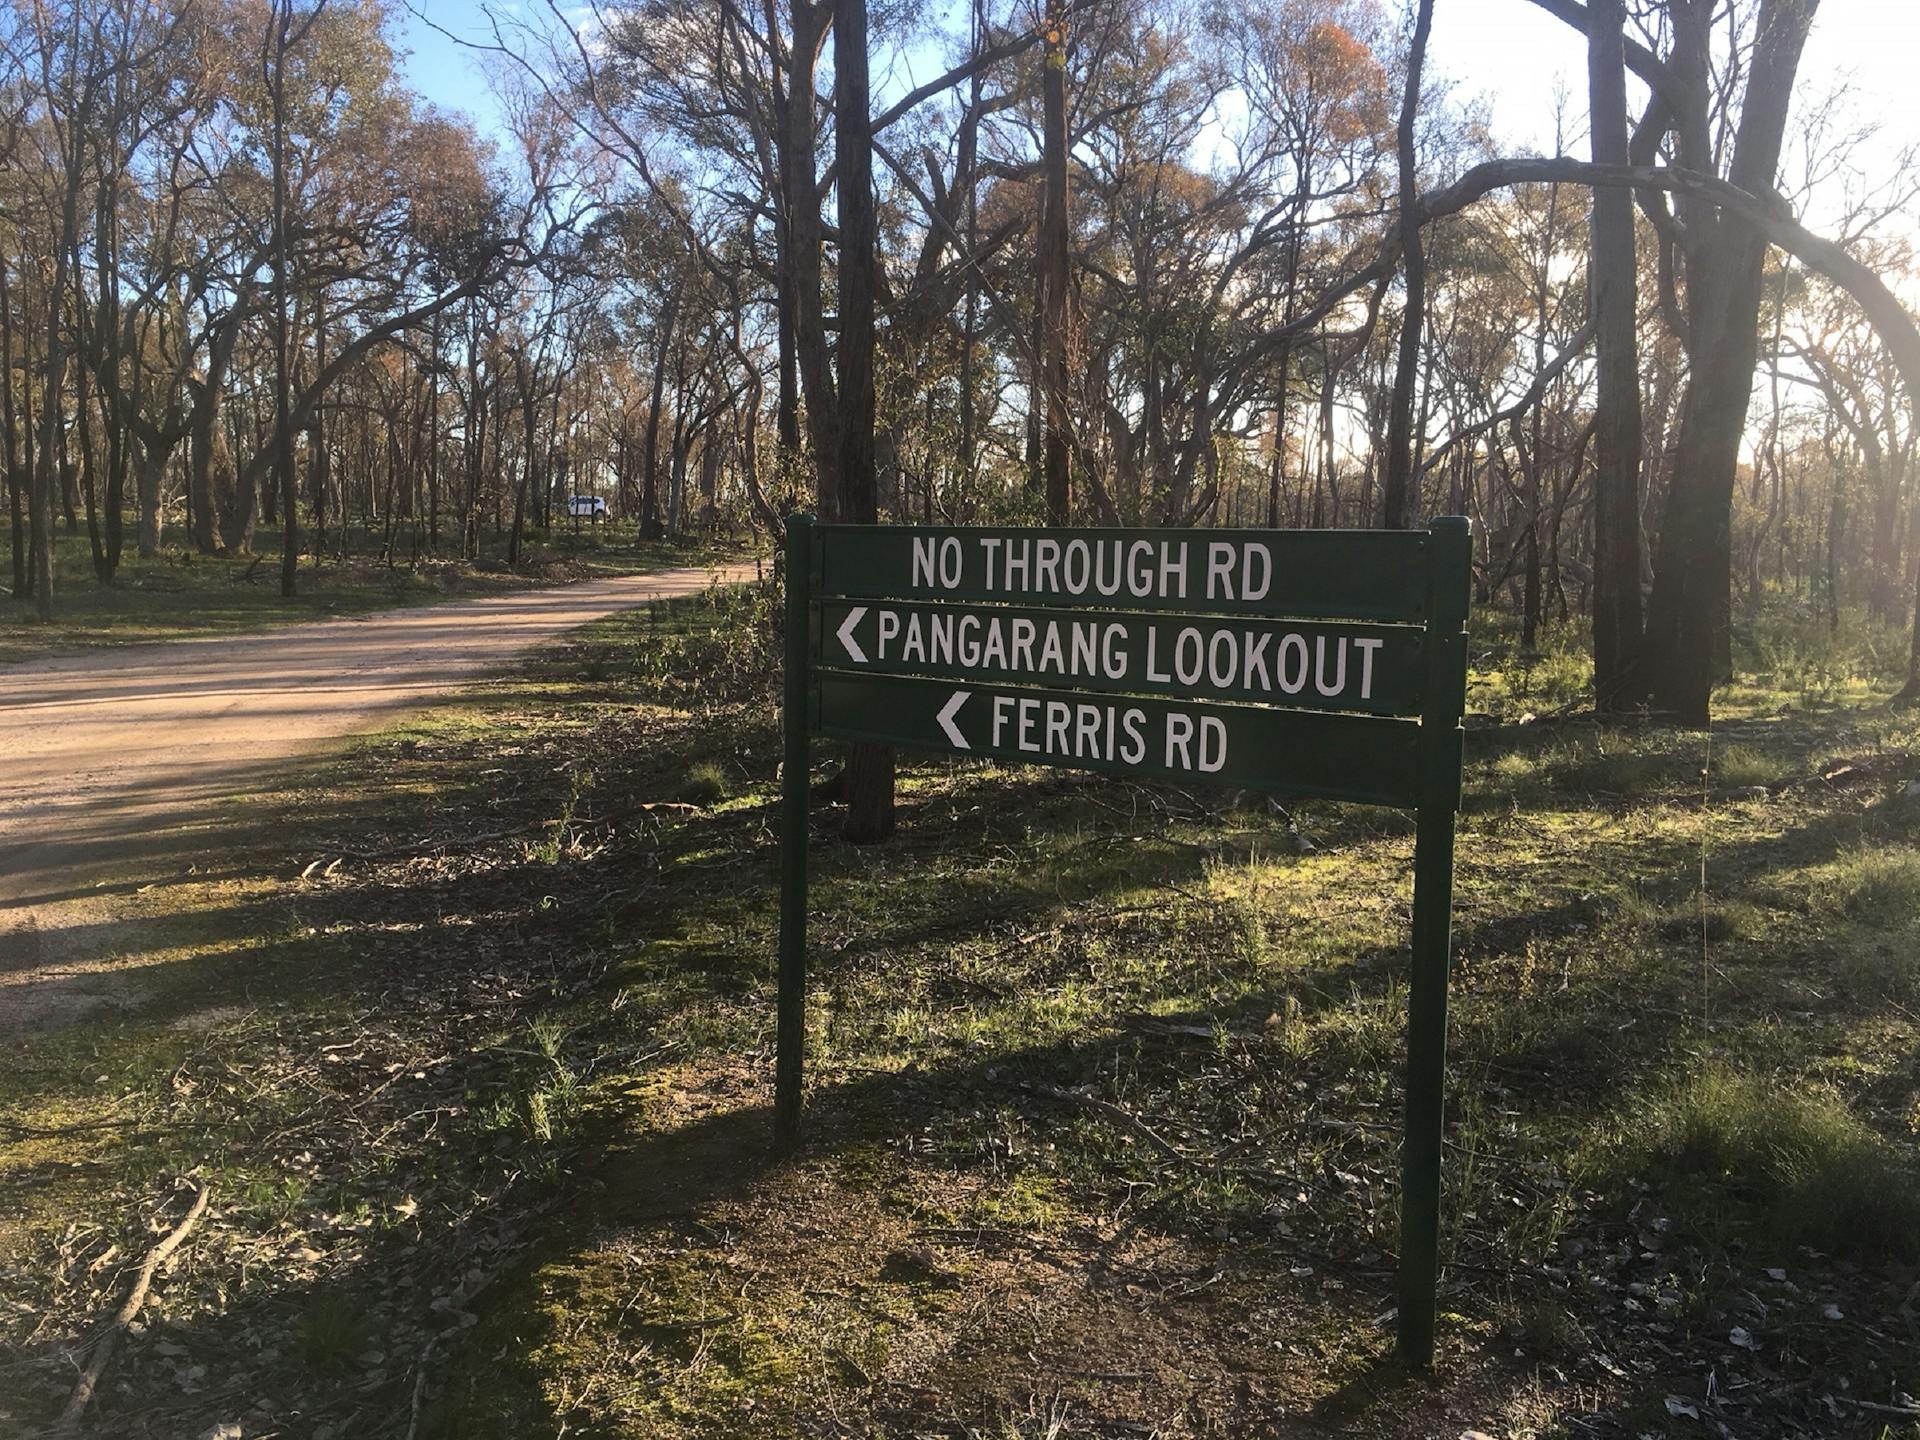 NO THROUGH RD
PANGARANG LOOKOUT
FERRIS RD